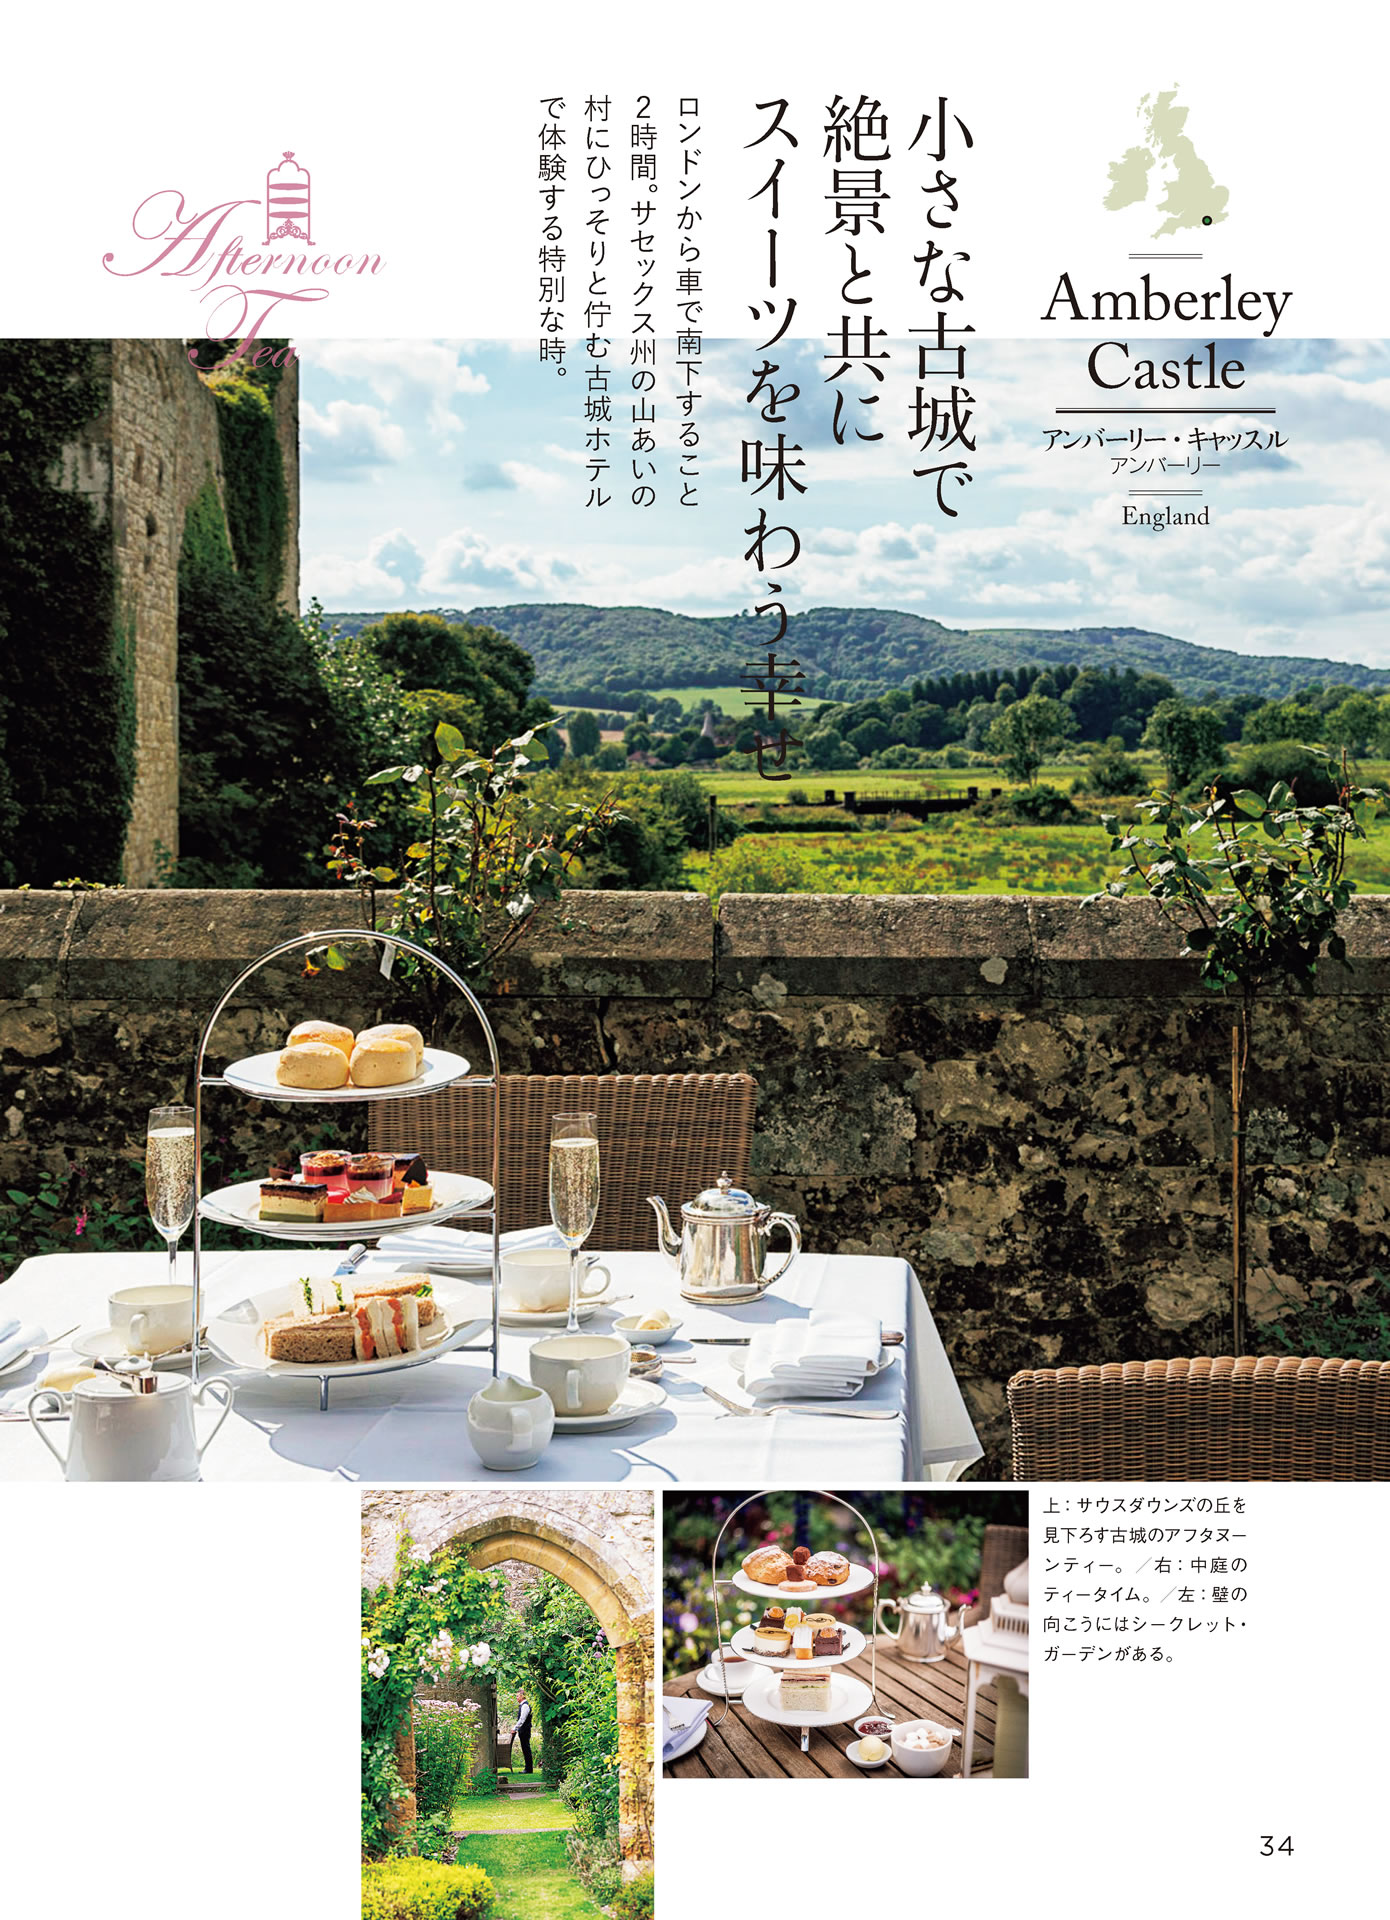 Amberley
Castle
アンバーリー・キャッスル
アンバーリー
England
小さな古城で
絶景と共に
スイーツを味わう幸せ
ロンドンから車で南下すること
2時間。サセックス州の山あいの
村にひっそりと佇む古城ホテル
で体験する特別な時。
Afternoon
Tea
上：サウスダウンズの丘を
見下ろす古城のアフタヌー
ンティー。／右：中庭の
ティータイム。／左：壁の
向こうにはシークレット・
ガーデンがある。
34